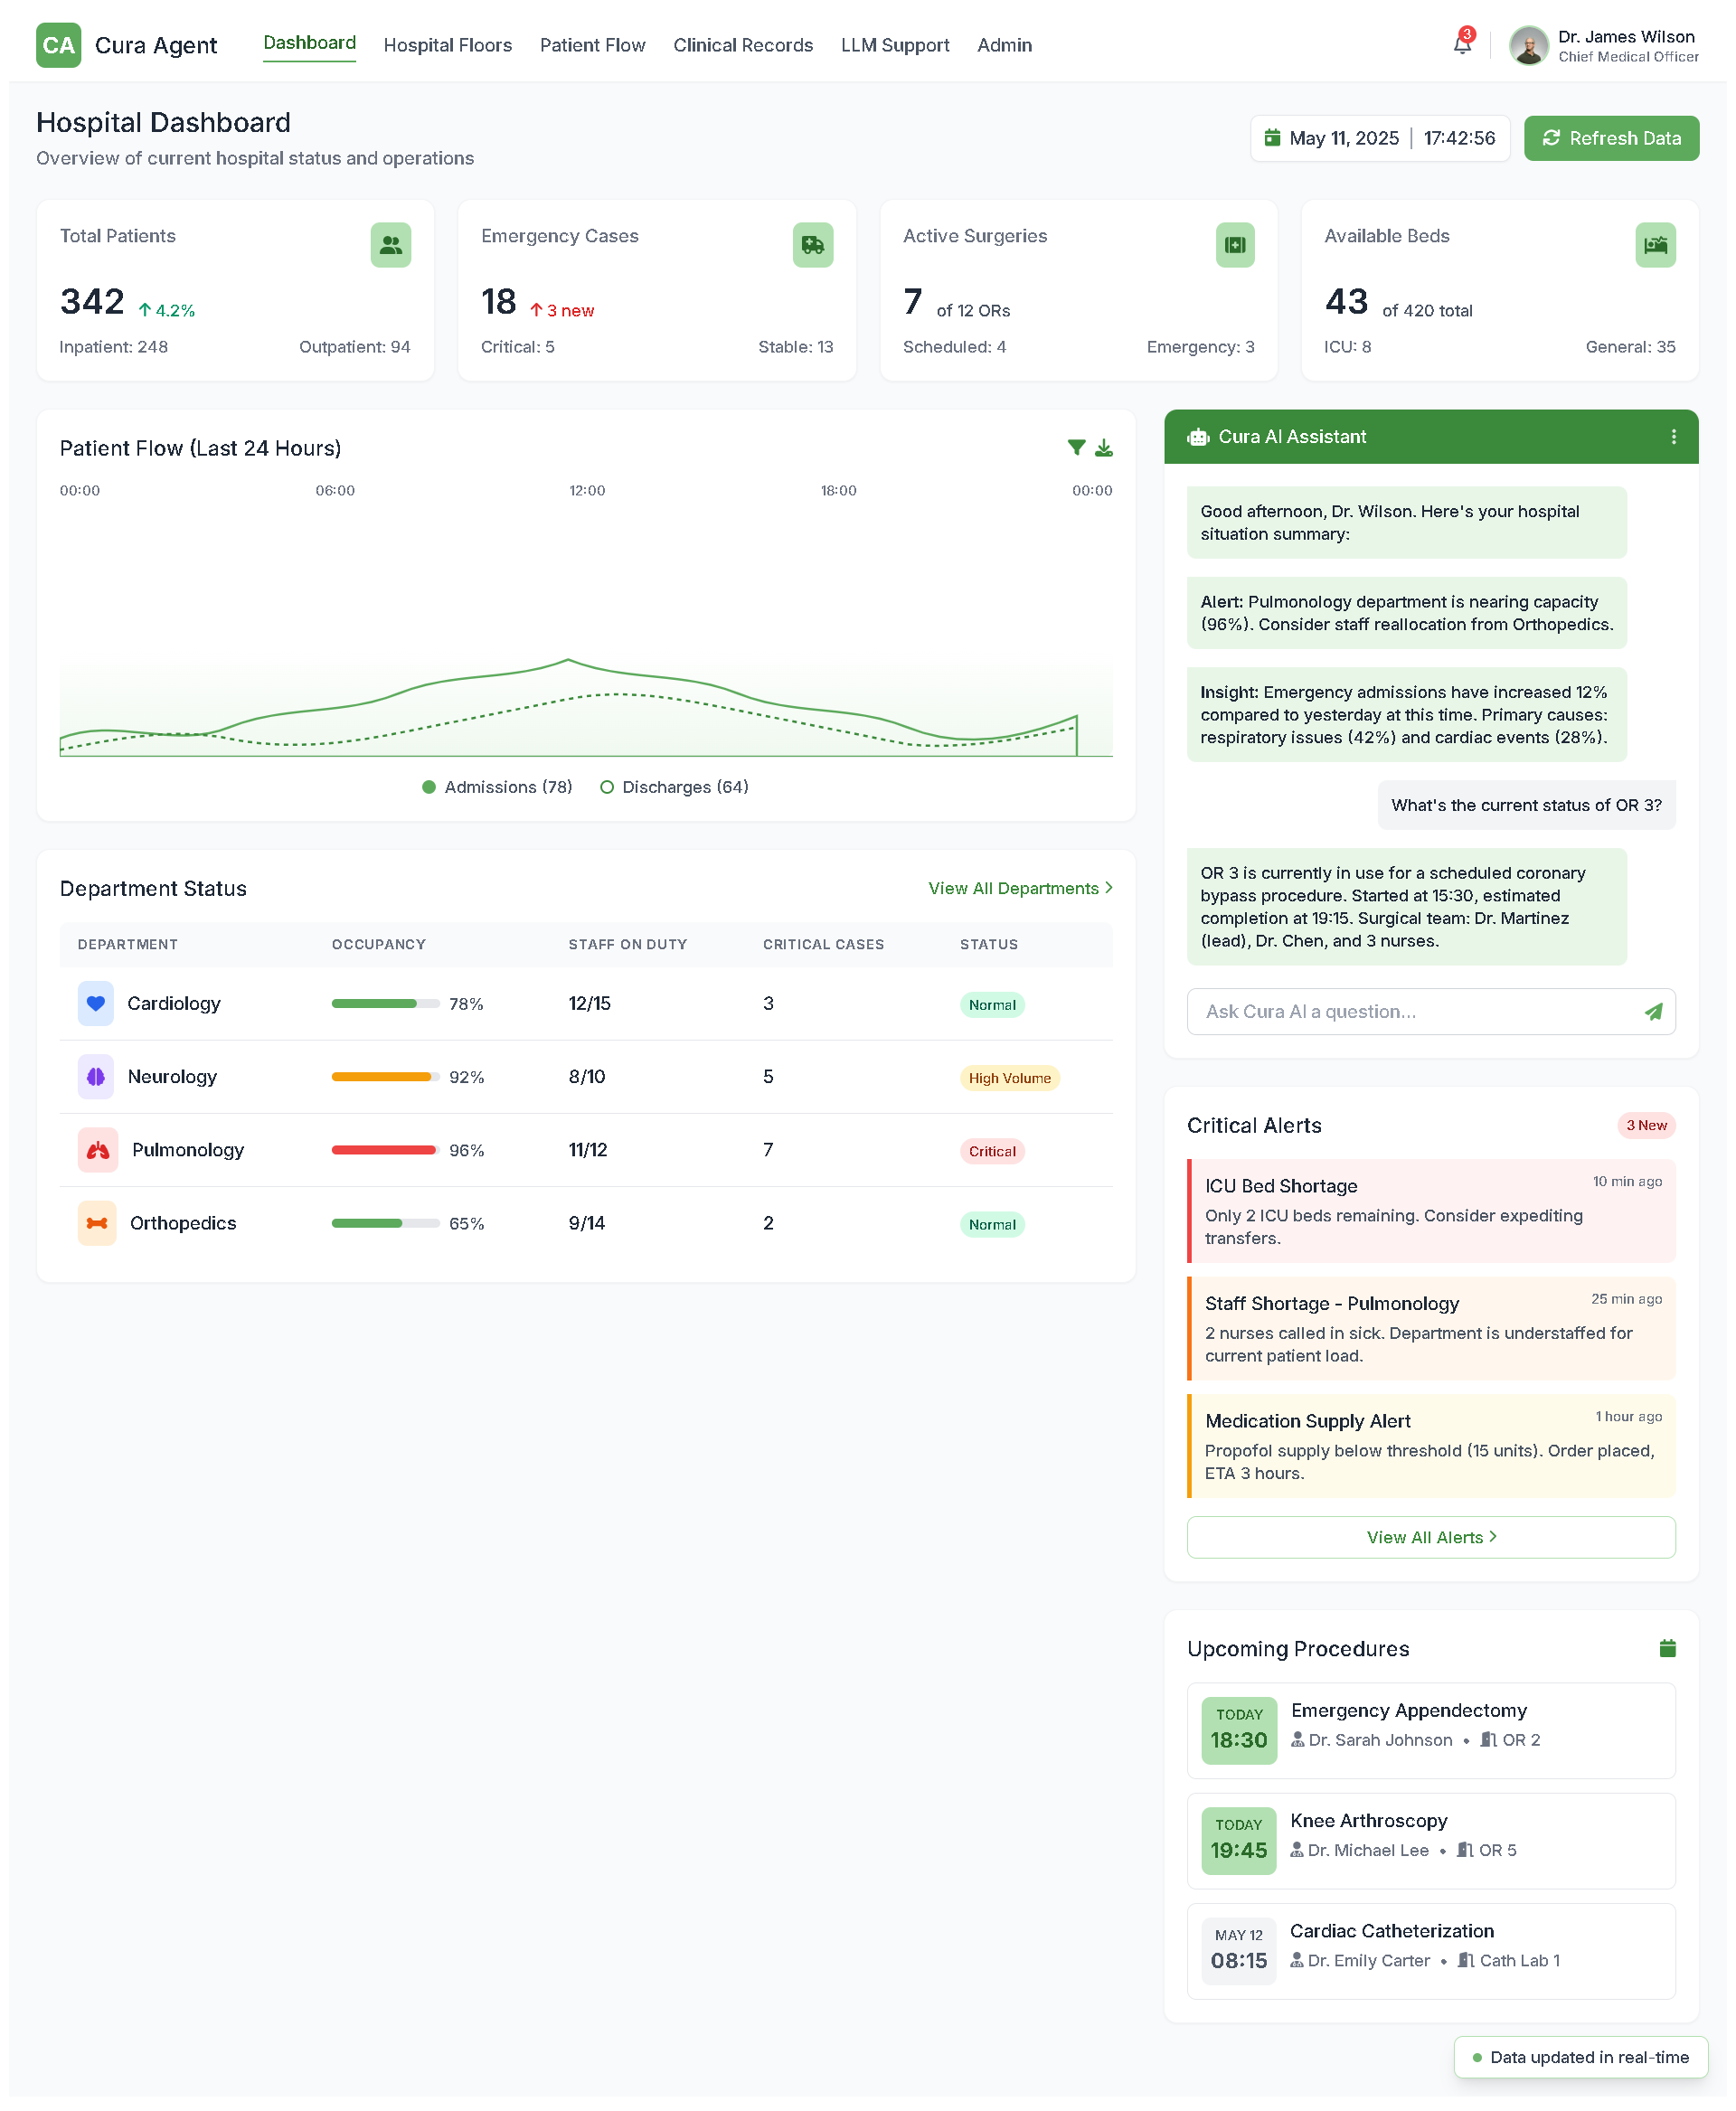 CA Cura Agent
Dashboard
Hospital Floors
Patient Flow
Clinical Records
LLM Support
Admin
3
Dr. James Wilson
Chief Medical Officer
Hospital Dashboard
Overview of current hospital status and operations
May 11, 2025 | 17:42:56
Refresh Data
Total Patients
342 4.2%
Inpatient: 248 Outpatient: 94
Emergency Cases
18 3 new
Critical: 5 Stable: 13
Active Surgeries
7 of 12 ORs
Scheduled: 4 Emergency: 3
Available Beds
43 of 420 total
ICU: 8 General: 35
Patient Flow (Last 24 Hours)
00:00 06:00 12:00 18:00 00:00
Admissions (78) Discharges (64)
Department Status
View All Departments
DEPARTMENT OCCUPANCY STAFF ON DUTY CRITICAL CASES STATUS
Cardiology 78% 12/15 3 Normal
Neurology 92% 8/10 5 High Volume
Pulmonology 96% 11/12 7 Critical
Orthopedics 65% 9/14 2 Normal
Cura AI Assistant
Good afternoon, Dr. Wilson. Here's your hospital
situation summary:
Alert: Pulmonology department is nearing capacity
(96%). Consider staff reallocation from Orthopedics.
Insight: Emergency admissions have increased 12%
compared to yesterday at this time. Primary causes:
respiratory issues (42%) and cardiac events (28%).
What's the current status of OR 3?
OR 3 is currently in use for a scheduled coronary
bypass procedure. Started at 15:30, estimated
completion at 19:15. Surgical team: Dr. Martinez
(lead), Dr. Chen, and 3 nurses.
Ask Cura AI a question...
Critical Alerts
3 New
ICU Bed Shortage
10 min ago
Only 2 ICU beds remaining. Consider expediting
transfers.
Staff Shortage - Pulmonology
25 min ago
2 nurses called in sick. Department is understaffed for
current patient load.
Medication Supply Alert
1 hour ago
Propofol supply below threshold (15 units). Order placed,
ETA 3 hours.
View All Alerts
Upcoming Procedures
TODAY
18:30
Emergency Appendectomy
Dr. Sarah Johnson • OR 2
TODAY
19:45
Knee Arthroscopy
Dr. Michael Lee • OR 5
MAY 12
08:15
Cardiac Catheterization
Dr. Emily Carter • Cath Lab 1
Data updated in real-time